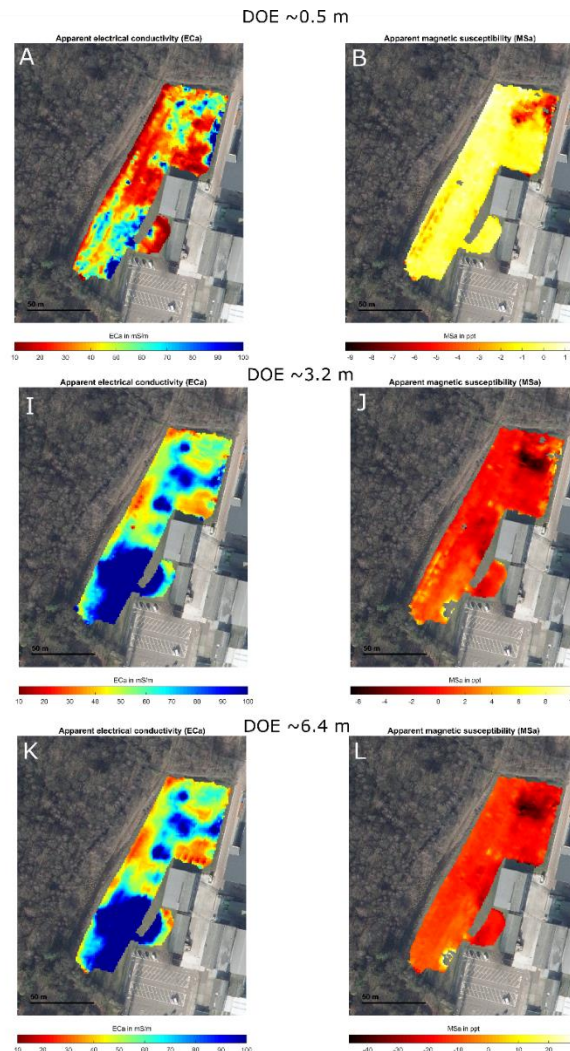 DOE ~0.5 m
Apparent electrical conductivity (ECa) Apparent magnetic susceptibility (MSa)
A B
50 m 50 m
ECa in mS/m MSa in ppt
10 20 30 40 50 60 70 80 90 100 -9 -8 -7 -6 -5 -4 -3 -2 -1 0 1
DOE ~3.2 m
Apparent electrical conductivity (ECa) Apparent magnetic susceptibility (MSa)
I J
50 m 50 m
ECa in mS/m MSa in ppt
10 20 30 40 50 60 70 80 90 100 -6 -4 -2 0 2 4 6 8
DOE ~6.4 m
Apparent electrical conductivity (ECa) Apparent magnetic susceptibility (MSa)
K L
50 m 50 m
ECa in mS/m MSa in ppt
10 20 30 40 50 60 70 80 90 100 -40 -30 -20 -10 0 10 20